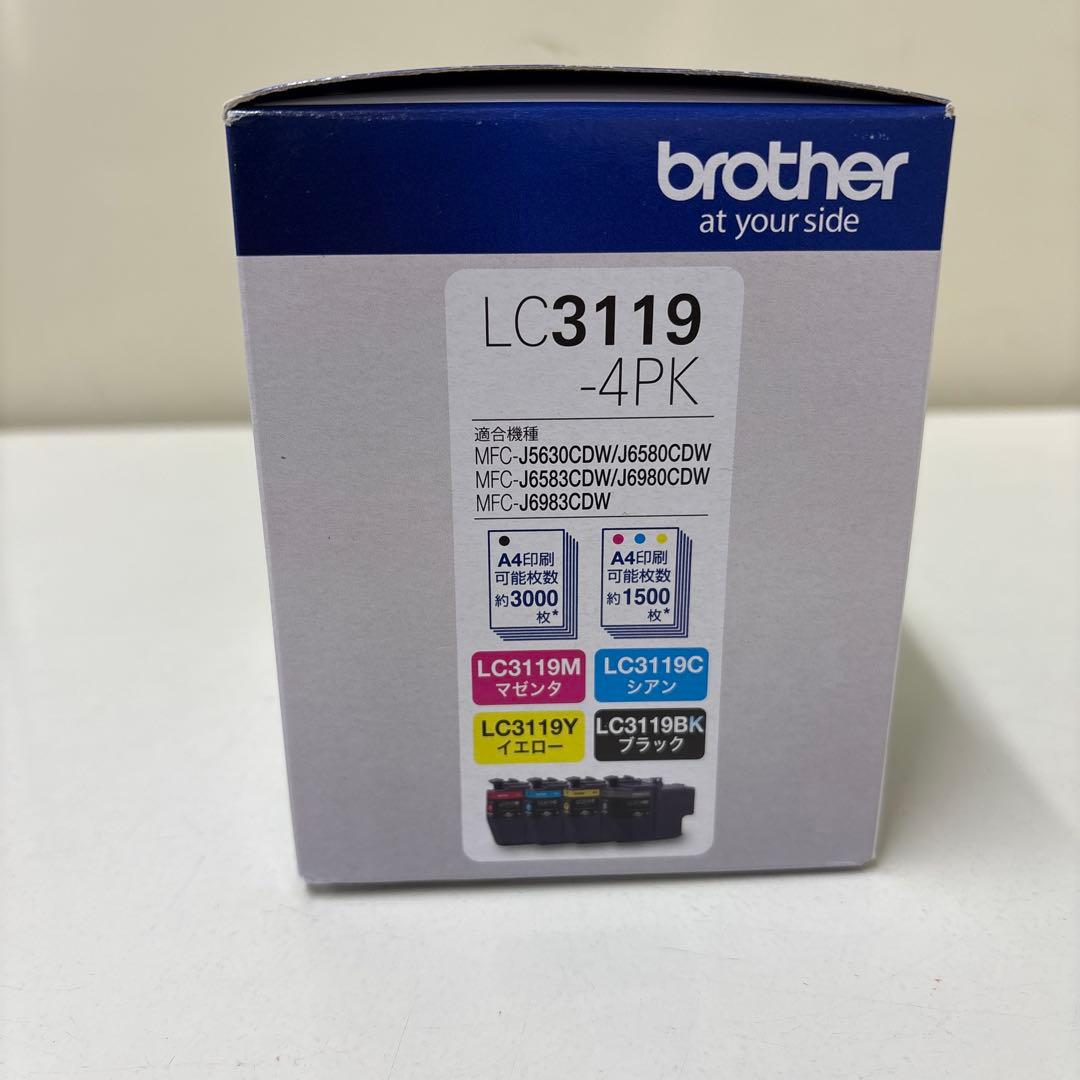 brother
at your side
LC3119
-4PK
適合機種
MFC-J5630CDW/J6580CDW
MFC-J6583CDW/J6980CDW
MFC-J6983CDW
A4印刷
可能枚数
約3000
枚*
A4印刷
可能枚数
約1500
枚*
LC3119M
マゼンタ
LC3119C
シアン
LC3119Y
イエロー
LC3119BK
ブラック